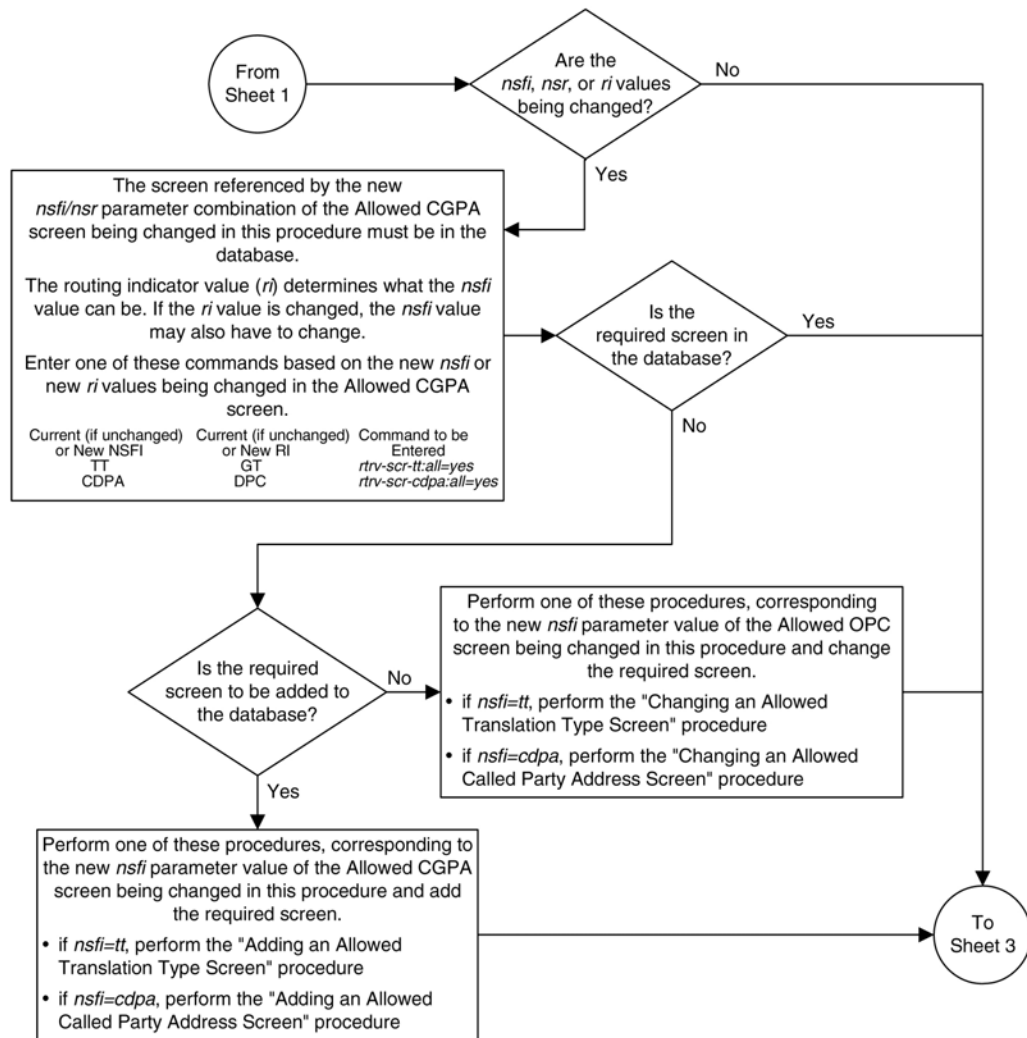 From
Sheet 1
Are the
nsfi, nsr, or ri values
being changed?
No
Yes
The screen referenced by the new
nsfi/nsr parameter combination of the Allowed CGPA
screen being changed in this procedure must be in the
database.
The routing indicator value (ri) determines what the nsfi
value can be. If the ri value is changed, the nsfi value
may also have to change.
Enter one of these commands based on the new nsfi or
new ri values being changed in the Allowed CGPA
screen.
Current (if unchanged) Current (if unchanged) Command to be
or New NSFI or New RI Entered
TT GT rtrv-scr-tt:all=yes
CDPA DPC rtrv-scr-cdpa:all=yes
Is the
required screen in
the database?
Yes
No
Is the required
screen to be added to
the database?
No
Yes
Perform one of these procedures, corresponding
to the new nsfi parameter value of the Allowed OPC
screen being changed in this procedure and change
the required screen.
• if nsfi=tt, perform the "Changing an Allowed
Translation Type Screen" procedure
• if nsfi=cdpa, perform the "Changing an Allowed
Called Party Address Screen" procedure
Perform one of these procedures, corresponding to
the new nsfi parameter value of the Allowed CGPA
screen being changed in this procedure and add
the required screen.
• if nsfi=tt, perform the "Adding an Allowed
Translation Type Screen" procedure
• if nsfi=cdpa, perform the "Adding an Allowed
Called Party Address Screen" procedure
To
Sheet 3